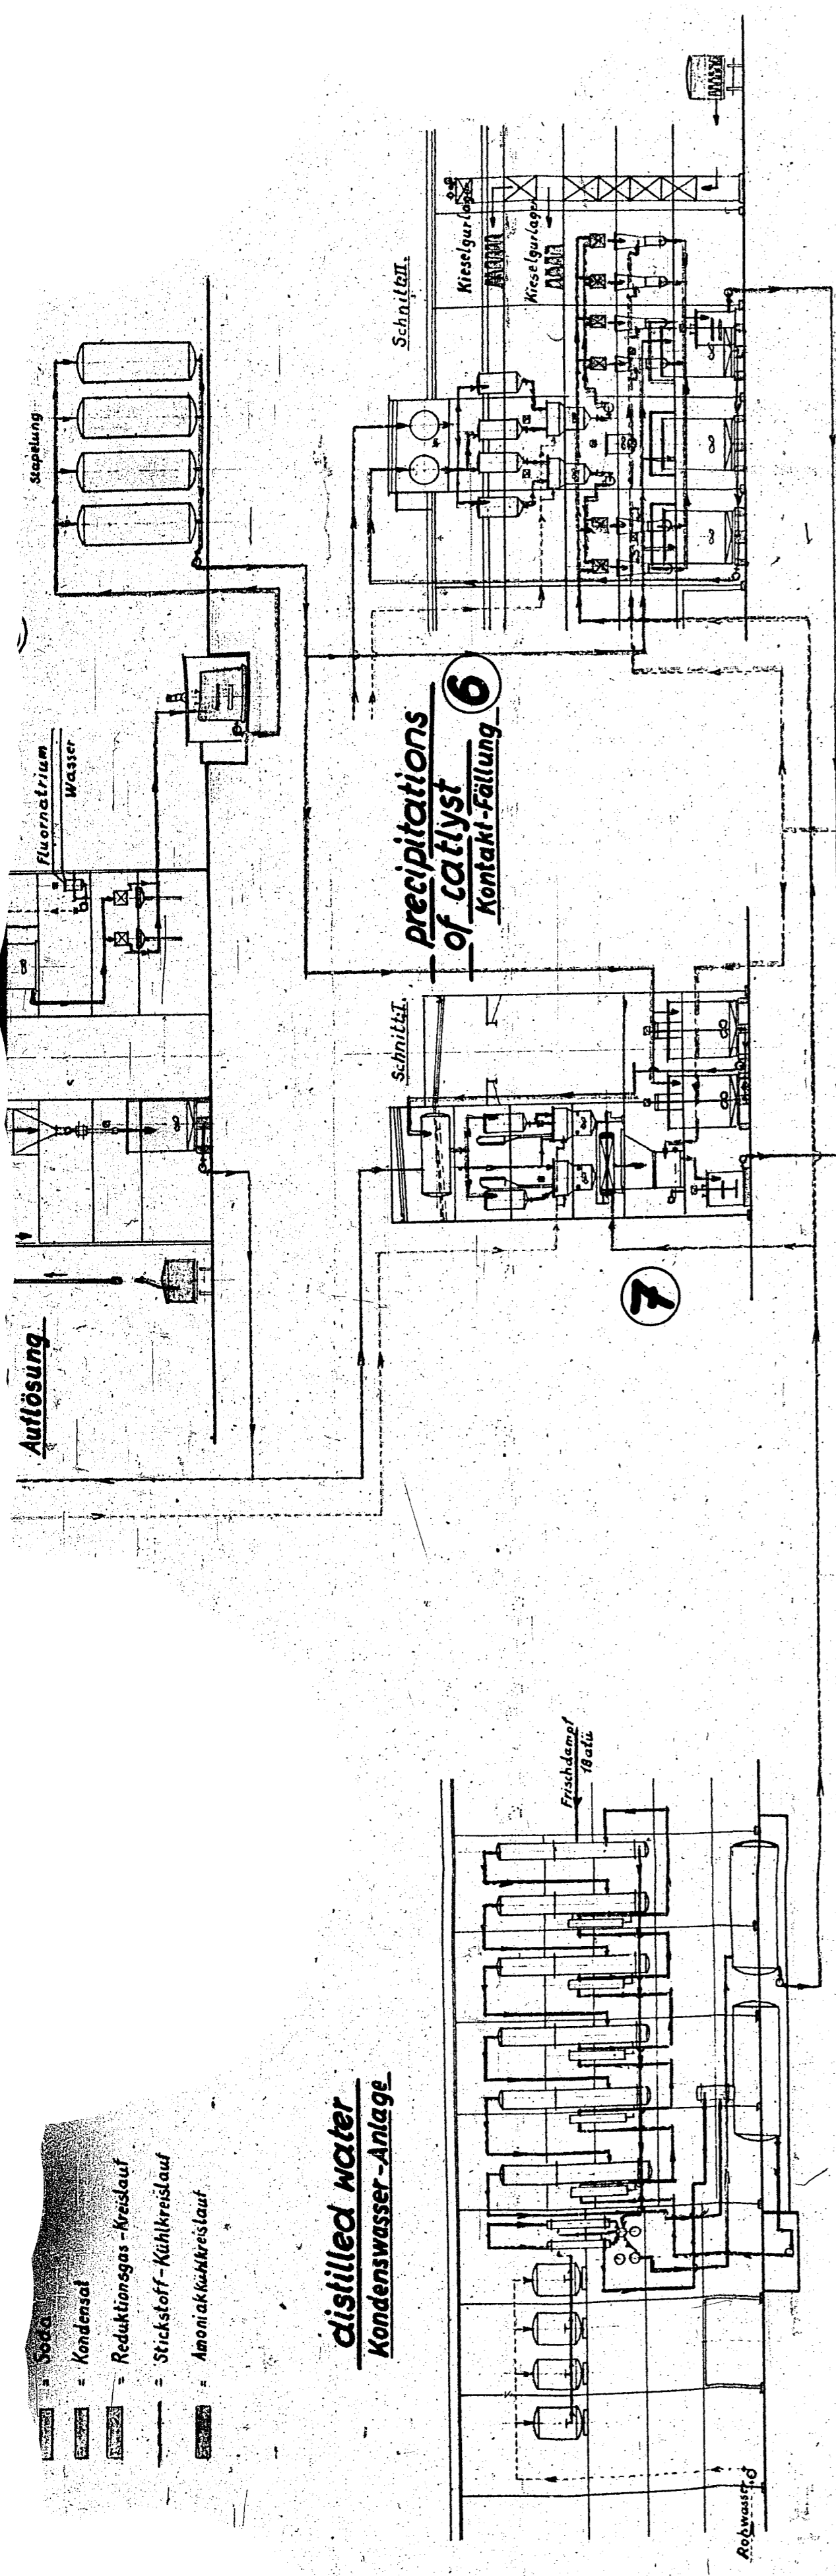 = Soda
= Kondensat
= Reduktionsgas-Kreislauf
= Stickstoff-Kühlkreislauf
= Amoniakkühlkreislauf
distilled water
Kondenswasser-Anlage
Rohwasser
Frischdampf
18 atü
Auflösung
Fluornatrium
Wasser
Stapelung
Schnitt I.
7
precipitations
of catlyst
Kontakt-Fällung
6
Schnitt II.
Kieselgurlager
Kieselgurlager